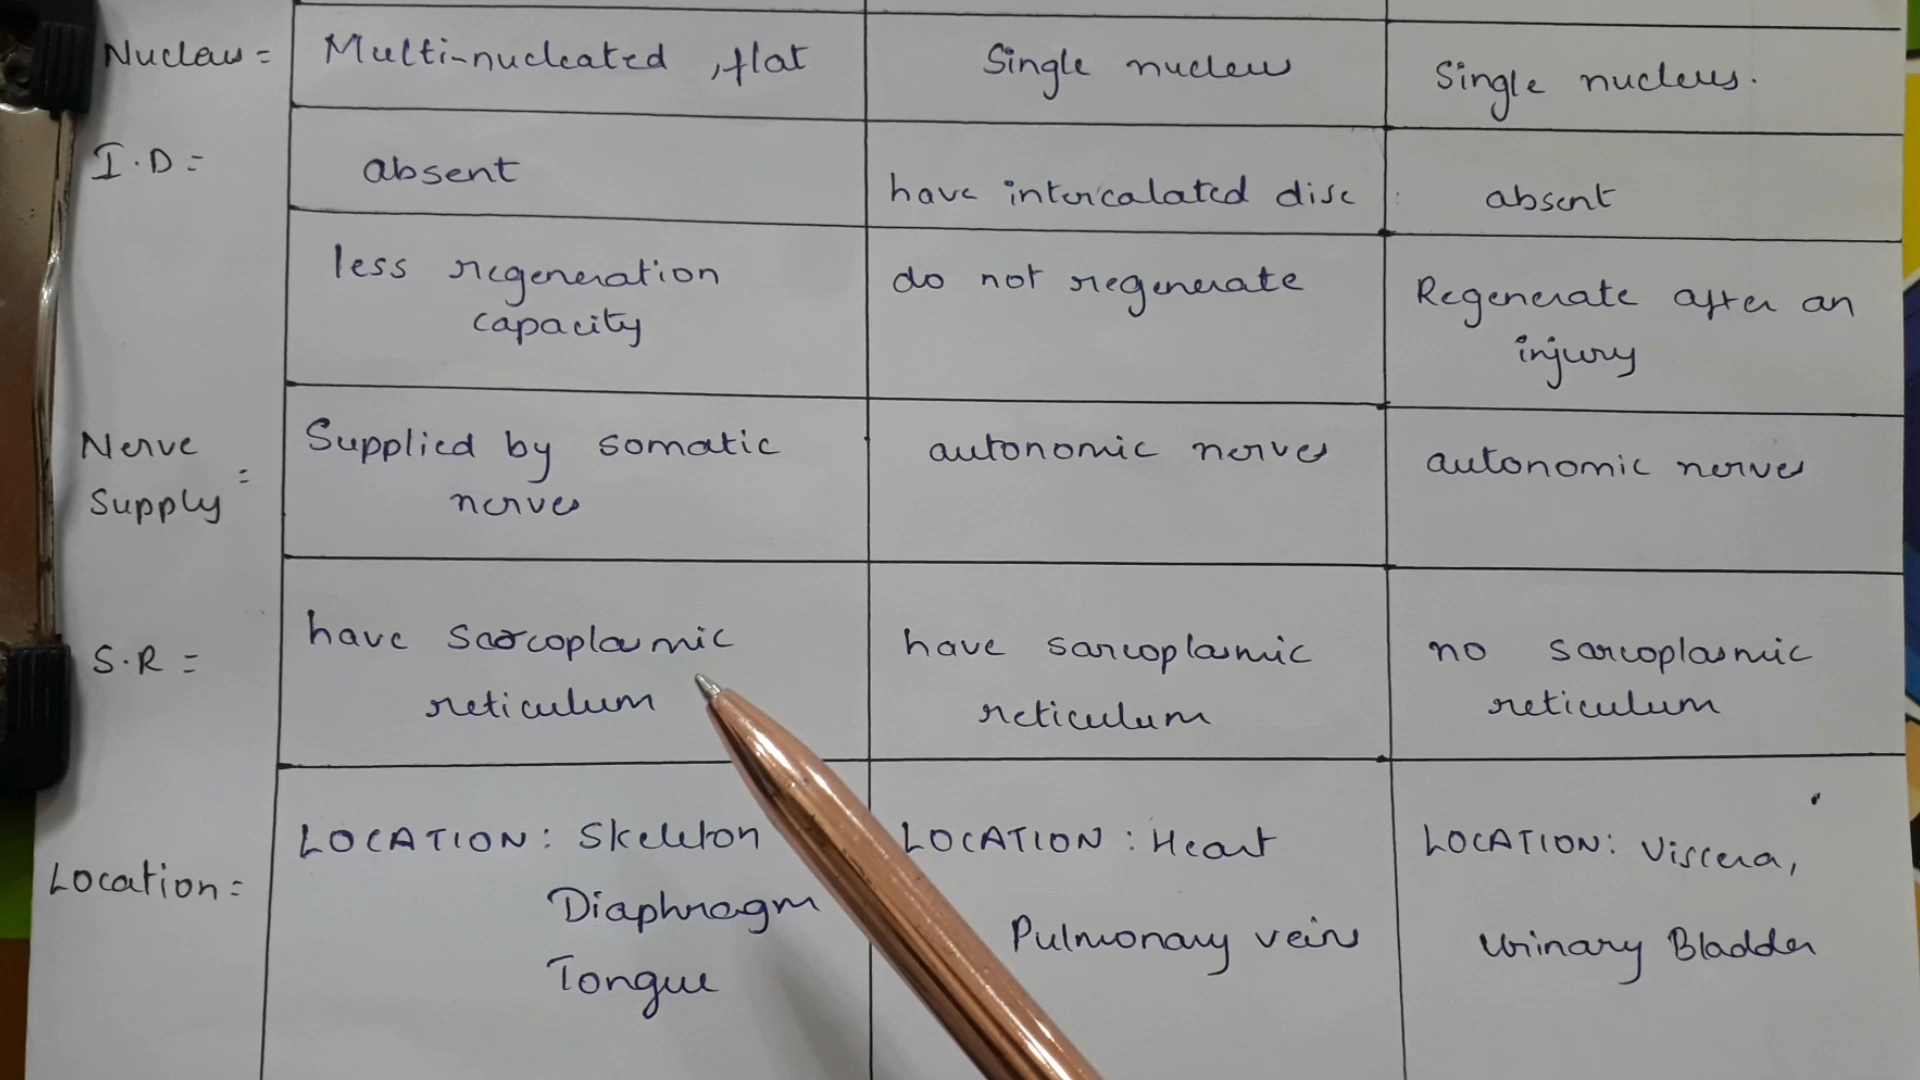 Nucleus = Multi-nucleated, flat Single nucleus Single nucleus.
I.D = absent have intercalated disc absent
less regeneration do not regenerate Regenerate after an
capacity injury
Nerve Supplied by somatic autonomic nerves autonomic nerves
Supply = nerves
S.R = have sarcoplasmic have sarcoplasmic no sarcoplasmic
reticulum reticulum reticulum
Location = LOCATION: Skeleton LOCATION: Heart LOCATION: Viscera,
Diaphragm Pulmonary veins Urinary Bladder
Tongue